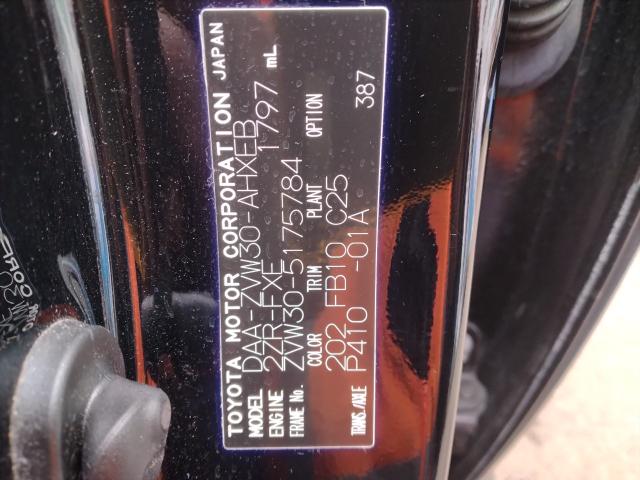 TOYOTA MOTOR CORPORATION JAPAN
MODEL DAA-ZVW30-AHXEB
ENGINE 2ZR-FXE 1797 mL
FRAME No. ZVW30-5175784
COLOR TRIM PLANT OPTION
202 FB10 C25 387
TRANS./AXLE P410 -01A